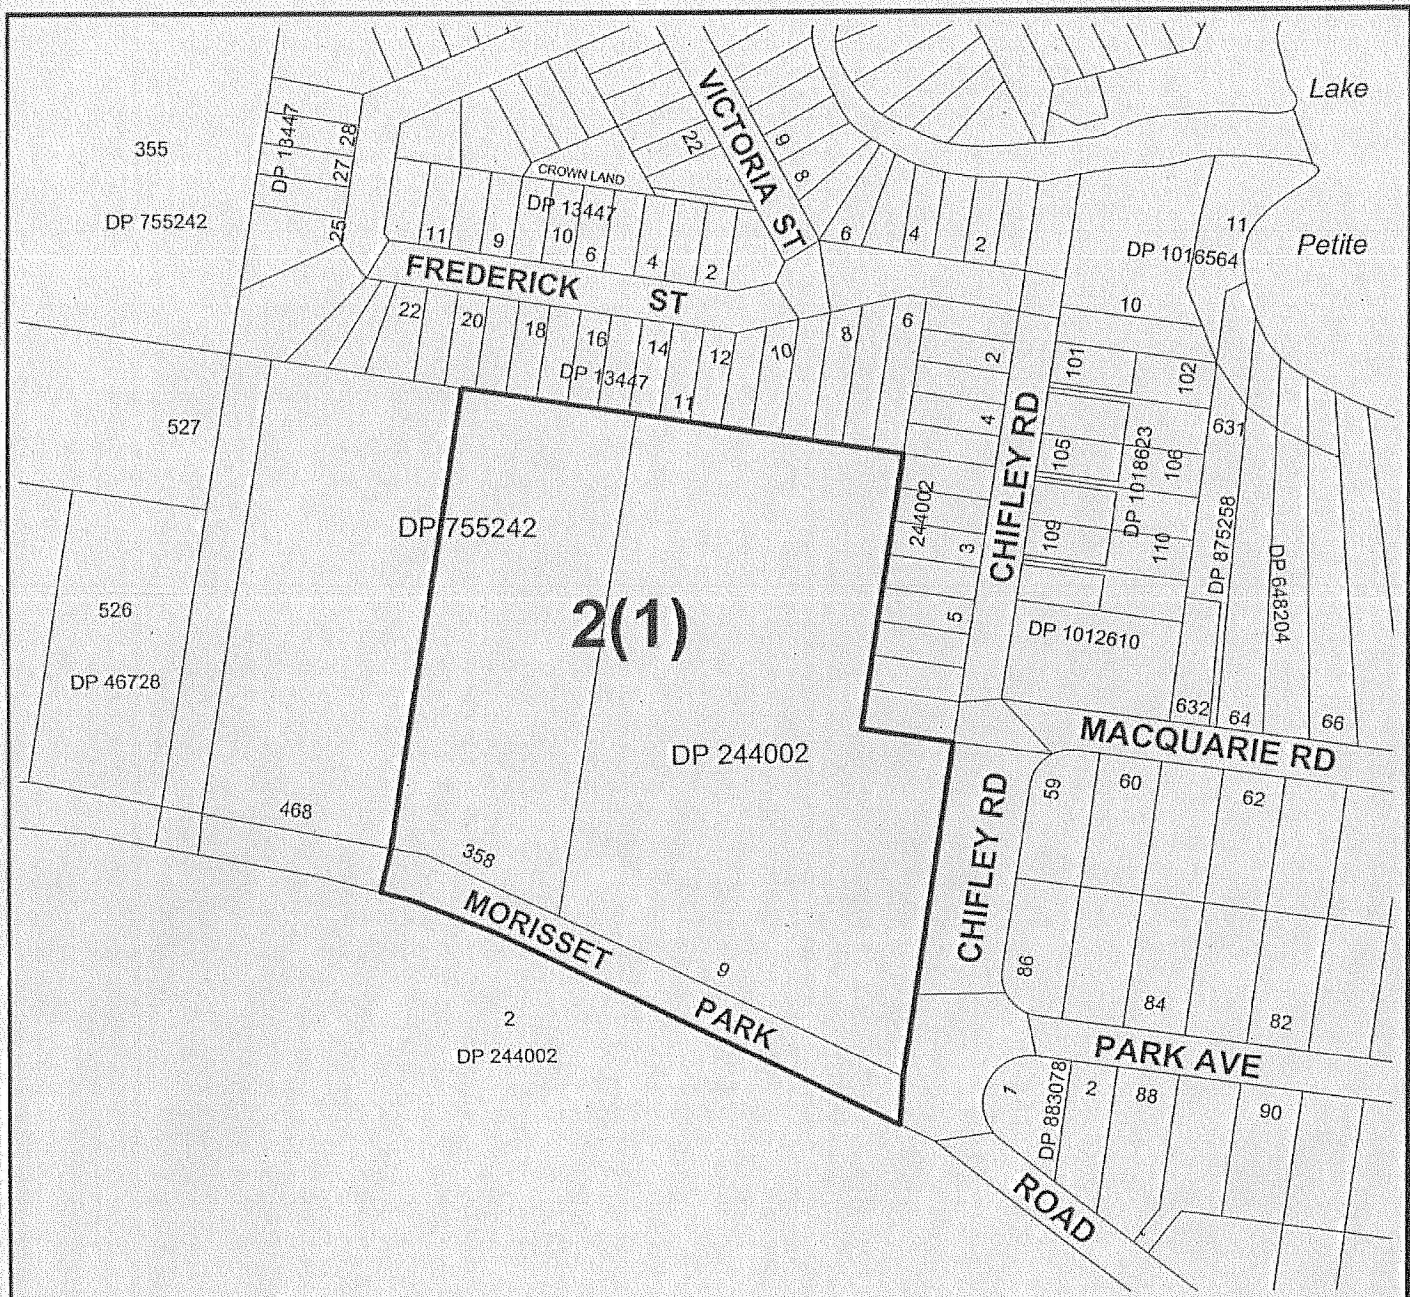 Lake
Petite
355
DP 755242
DP 13447
28
27
25
CROWN LAND
DP 13447
VICTORIA ST
22
9
8
11
9
10
6
4
2
6
4
2
11
DP 1016564
10
FREDERICK ST
22
20
18
16
14
12
10
8
6
DP 13447
11
2
4
101
102
CHIFLEY RD
105
DP 1018623
106
631
109
110
DP 875258
DP 648204
527
DP 755242
244002
3
5
2(1)
526
DP 46728
DP 1012610
632
64
66
MACQUARIE RD
DP 244002
59
60
62
CHIFLEY RD
468
358
MORISSET PARK
9
86
84
82
2
DP 244002
PARK AVE
1
DP 883078
2
88
90
ROAD